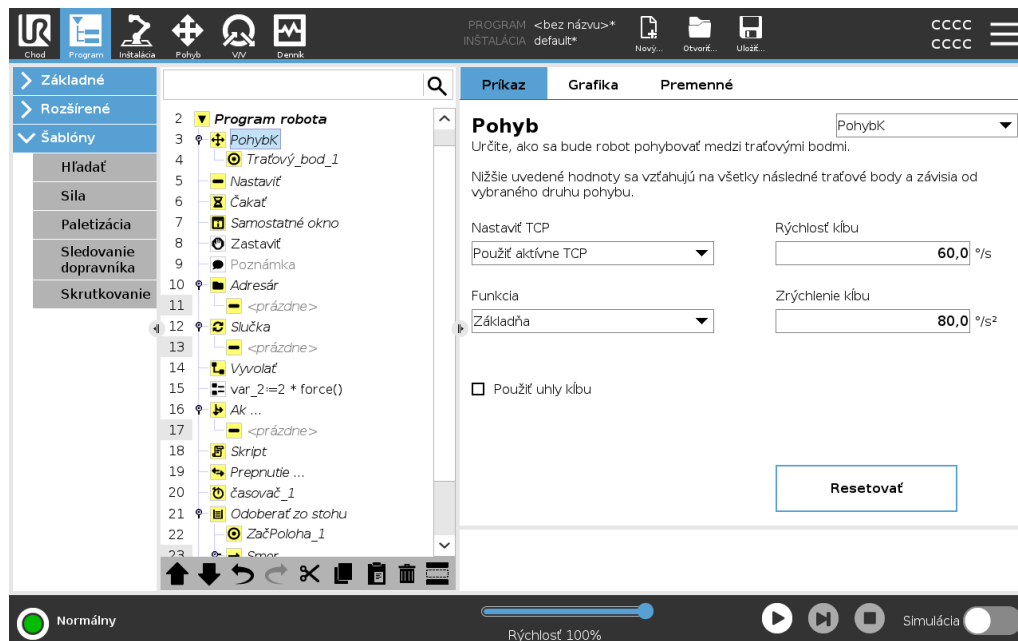 PROGRAM <bez názvu>*
INŠTALÁCIA default*
Chod Program Inštalácia Pohyb V/V Denník
Nový... Otvoriť... Uložiť...
CCCC
CCCC
Základné
Rozšírené
Šablóny
Hľadať
Sila
Paletizácia
Sledovanie
dopravníka
Skrutkovanie
2 Program robota
3 PohybK
4 Traťový_bod_1
5 Nastaviť
6 Čakať
7 Samostatné okno
8 Zastaviť
9 Poznámka
10 Adresár
11 <prázdne>
12 Slučka
13 <prázdne>
14 Vyvolať
15 var_2:=2 * force()
16 Ak ...
17 <prázdne>
18 Skript
19 Prepnutie ...
20 časovač_1
21 Odoberať zo stohu
22 ZačPoloha_1
23 Smer
Príkaz Grafika Premenné
Pohyb
PohybK
Určite, ako sa bude robot pohybovať medzi traťovými bodmi.
Nižšie uvedené hodnoty sa vzťahujú na všetky následné traťové body a závisia od
vybraného druhu pohybu.
Nastaviť TCP
Použiť aktívne TCP
Rýchlosť kĺbu
60,0 °/s
Funkcia
Základňa
Zrýchlenie kĺbu
80,0 °/s²
Použiť uhly kĺbu
Resetovať
Normálny
Rýchlosť 100%
Simulácia